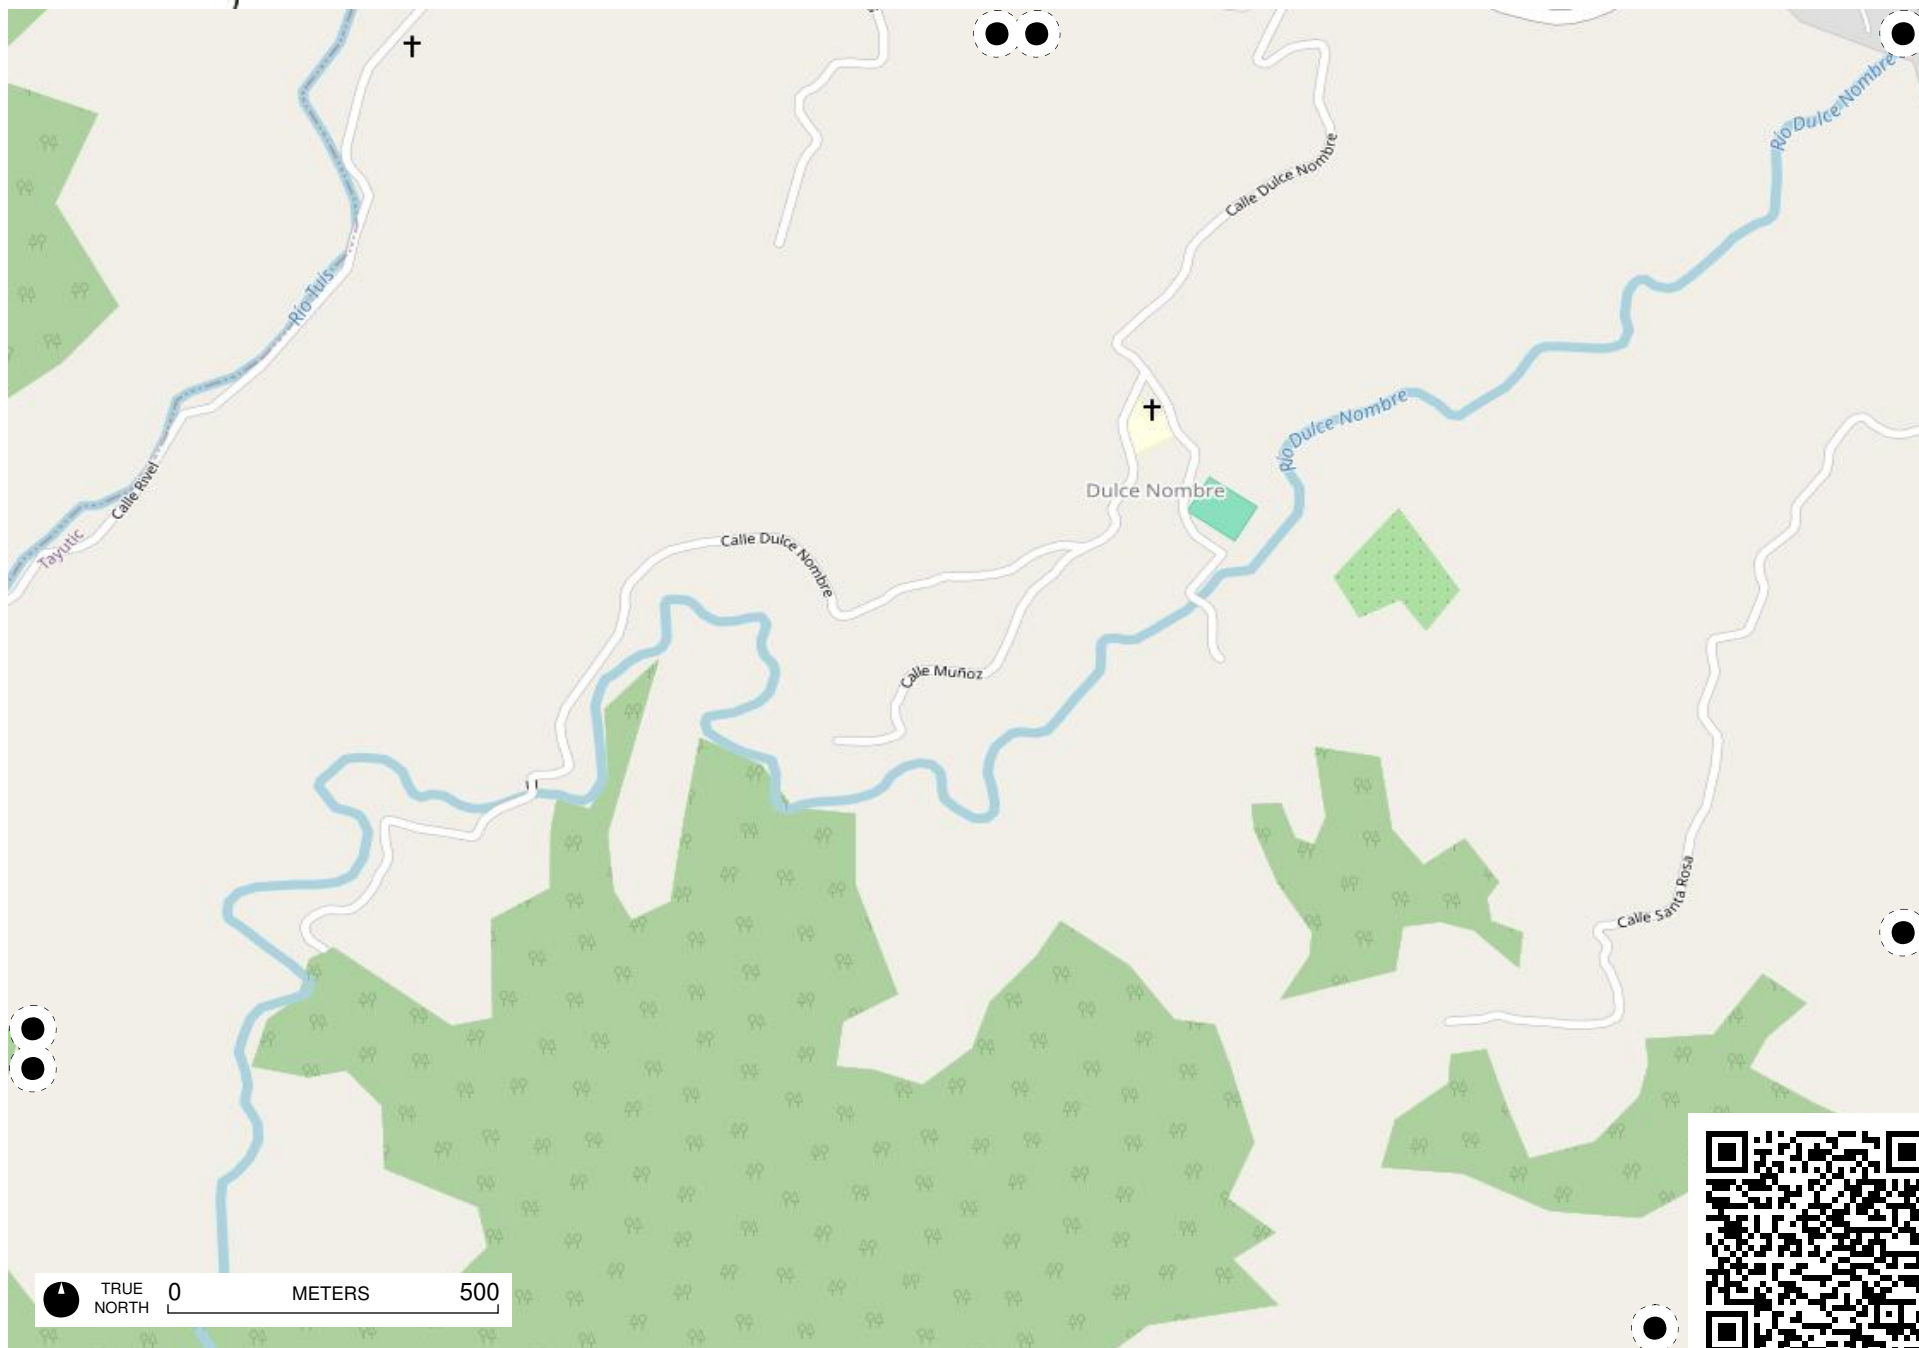 Río Dulce Nombre
Calle Dulce Nombre
Río Tuís
Río Dulce Nombre
Calle Rivel
Dulce Nombre
Tayutic
Calle Dulce Nombre
Calle Muñoz
Calle Santa Rosa
TRUE
NORTH
0 METERS 500